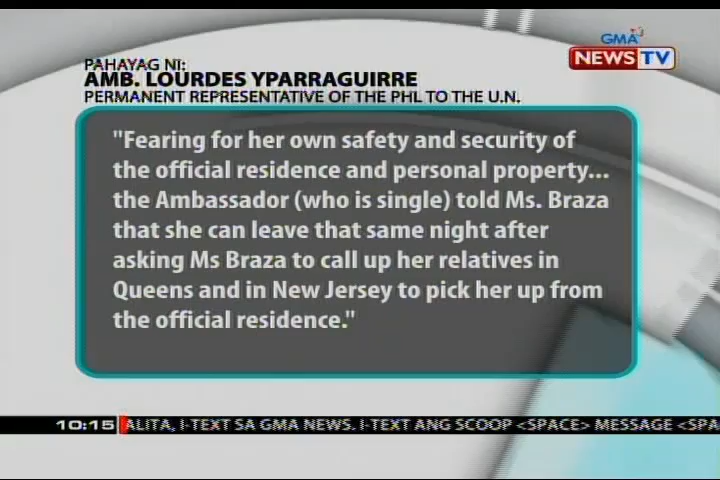 GMA
NEWS TV
PAHAYAG NI:
AMB. LOURDES YPARRAGUIRRE
PERMANENT REPRESENTATIVE OF THE PHL TO THE U.N.
"Fearing for her own safety and security of
the official residence and personal property...
the Ambassador (who is single) told Ms. Braza
that she can leave that same night after
asking Ms Braza to call up her relatives in
Queens and in New Jersey to pick her up from
the official residence."
10:15 ALITA, I-TEXT SA GMA NEWS. I-TEXT ANG SCOOP <SPACE> MESSAGE <SPA